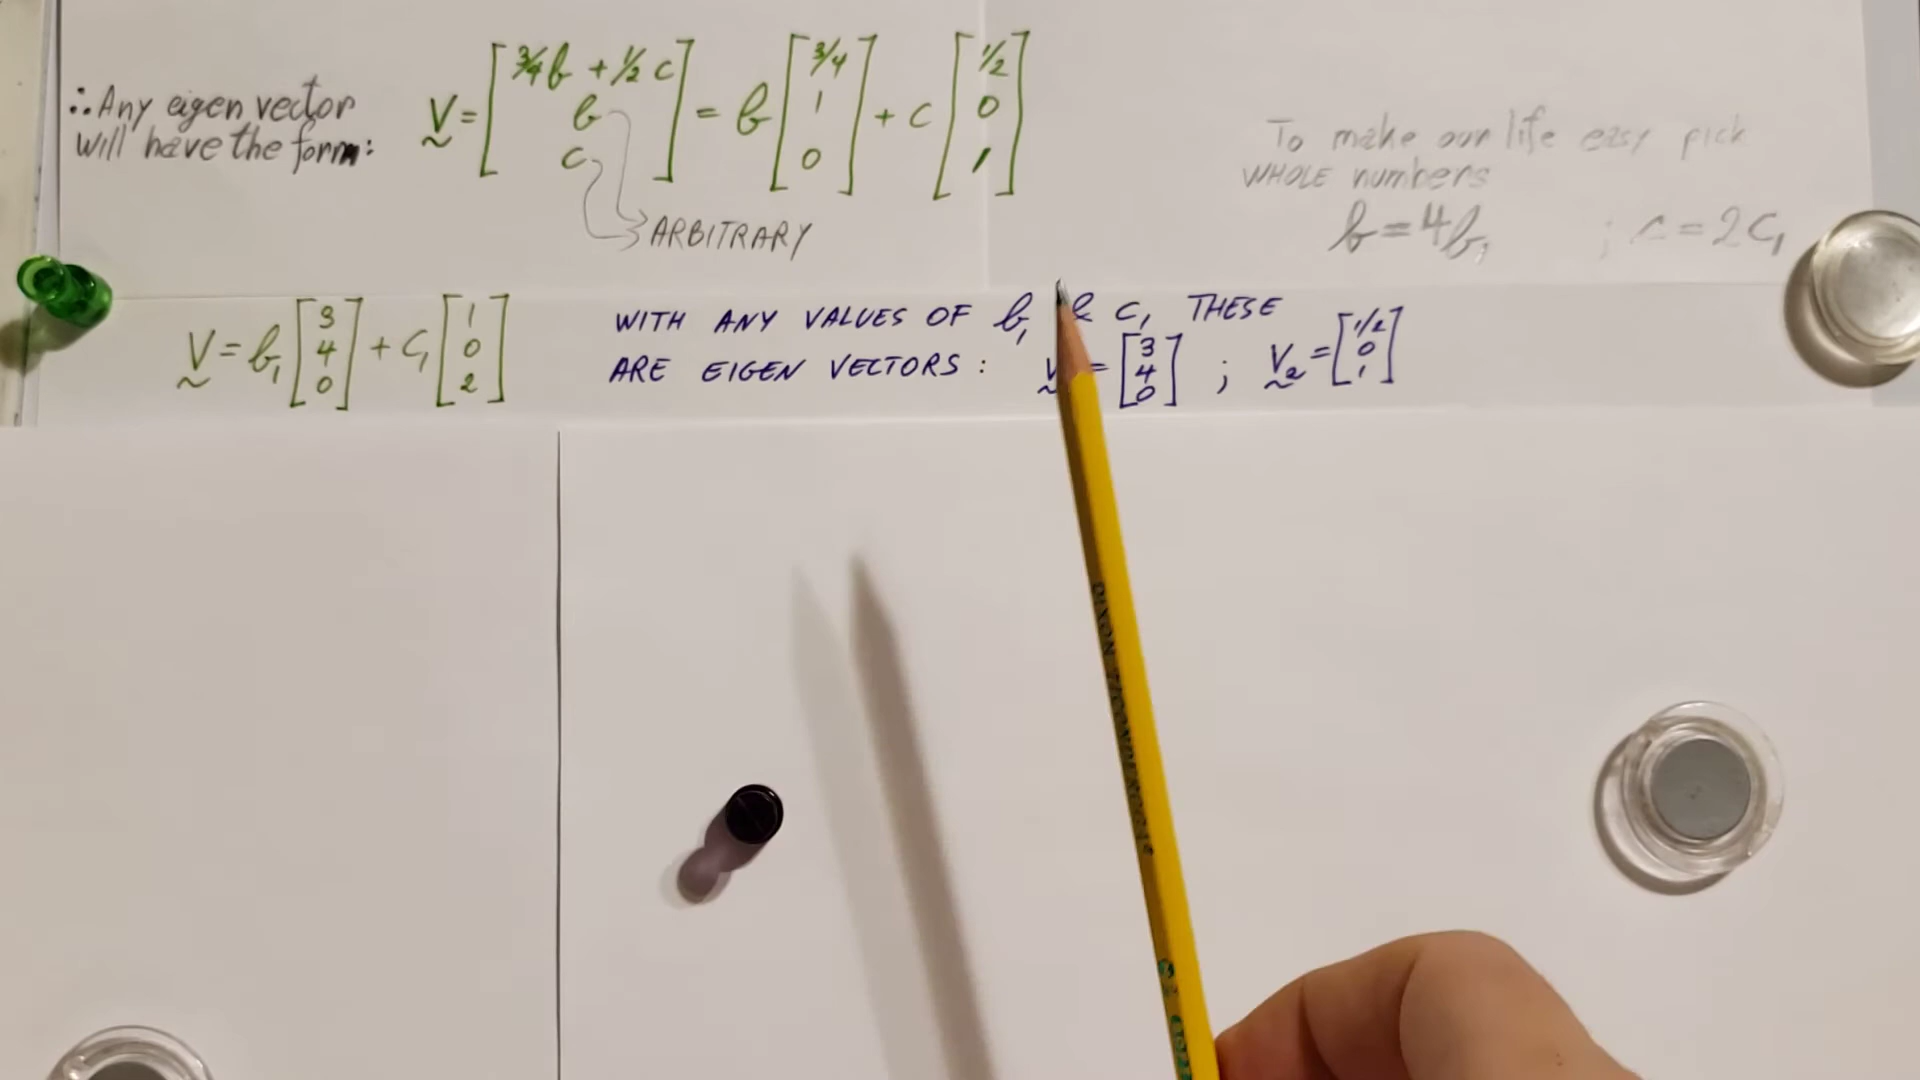 ∴ Any eigen vector
will have the form:
V = [3/4 b + 1/2 c
b
c] = b [3/4
1
0] + c [1/2
0
1]
ARBITRARY
To make our life easy pick
WHOLE numbers
b = 4b₁ ; c = 2C₁
V = b₁ [3
4
0] + C₁ [1
0
2]
WITH ANY VALUES OF b₁ & C₁ THESE
ARE EIGEN VECTORS: V = [3
4
0] ; V₂ = [1/2
0
1]
DIXON TICONDEROGA